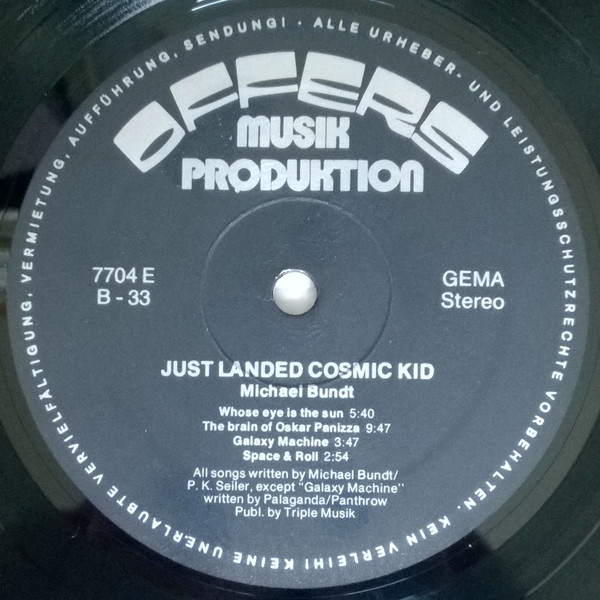 ALLE URHEBER- UND LEISTUNGSSCHUTZRECHTE VORBEHALTEN. KEIN VERLEIH! KEINE UNERLAUBTE VERVIELFÄLTIGUNG, VERMIETUNG, AUFFÜHRUNG, SENDUNG! ·
OFFERS
MUSIK
PRODUKTION
7704 E
B - 33
GEMA
Stereo
JUST LANDED COSMIC KID
Michael Bundt
Whose eye is the sun 5:40
The brain of Oskar Panizza 9:47
Galaxy Machine 3:47
Space & Roll 2:54
All songs written by Michael Bundt/
P. K. Seiler, except "Galaxy Machine"
written by Palaganda/Panthrow
Publ. by Triple Musik